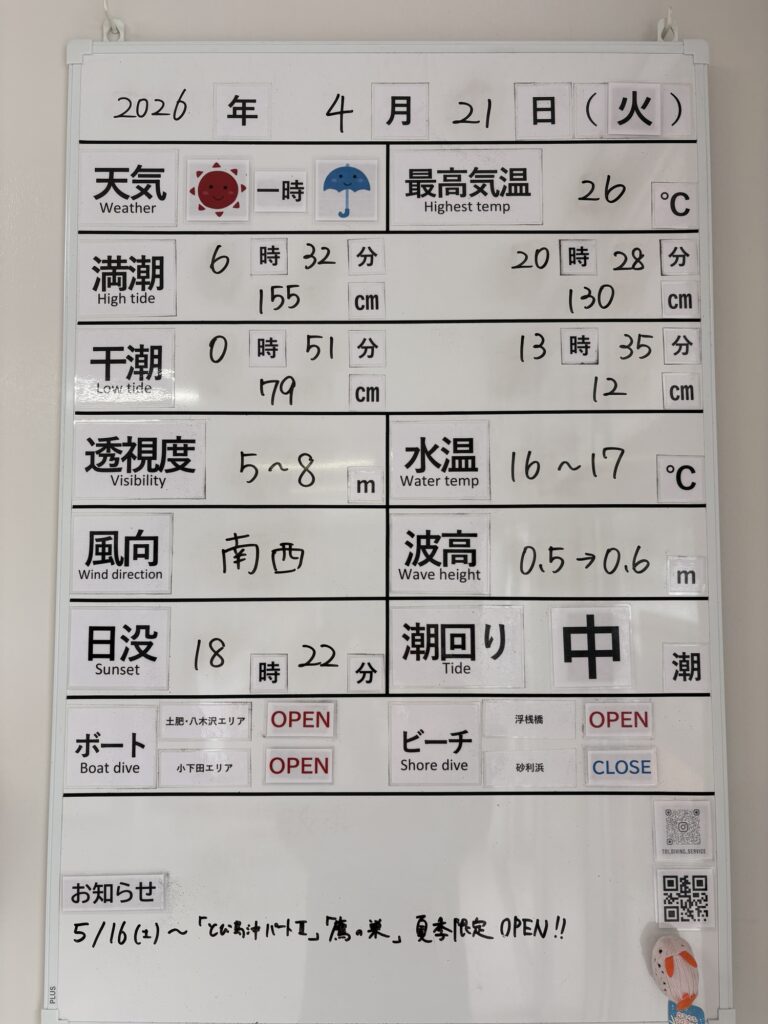 2026 年 4 月 21 日 (火)
天気 Weather 一時
最高気温 Highest temp 26 ℃
満潮 High tide 6 時 32 分 155 cm 20 時 28 分 130 cm
干潮 Low tide 0 時 51 分 79 cm 13 時 35 分 12 cm
透視度 Visibility 5〜8 m
水温 Water temp 16〜17 ℃
風向 Wind direction 南西
波高 Wave height 0.5→0.6 m
日没 Sunset 18 時 22 分
潮回り Tide 中 潮
ボート Boat dive
土肥・八木沢エリア OPEN
小下田エリア OPEN
ビーチ Shore dive
浮桟橋 OPEN
砂利浜 CLOSE
TOI_DIVING_SERVICE
お知らせ
5/16(土)〜「とび島沖パートⅡ」「鷹の巣」夏季限定 OPEN!!
PLUS